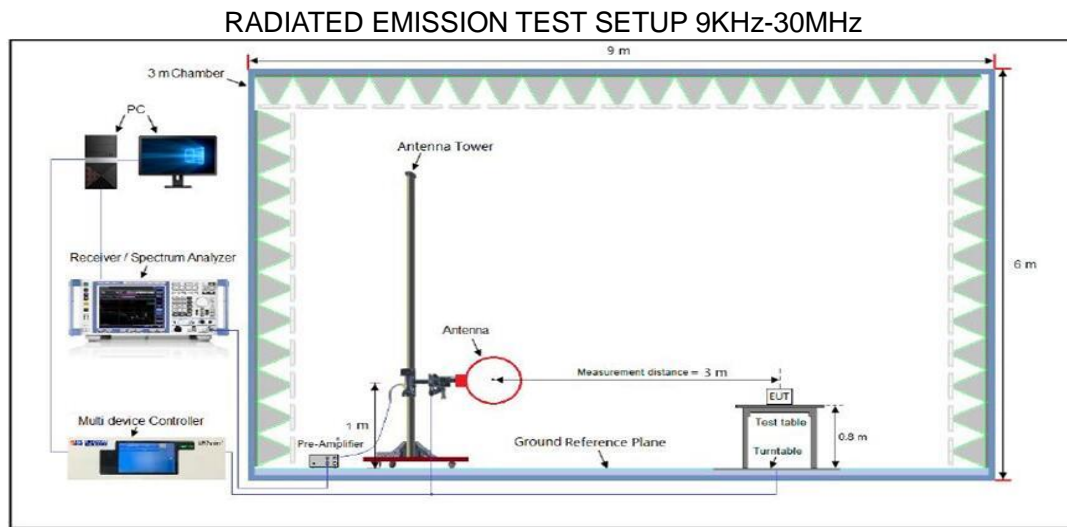 RADIATED EMISSION TEST SETUP 9KHz-30MHz
9 m
3 m Chamber
PC
Antenna Tower
Receiver / Spectrum Analyzer
6 m
Antenna
Measurement distance = 3 m
EUT
Multi device Controller
1 m
Pre-Amplifier
Ground Reference Plane
Test table
0.8 m
Turntable